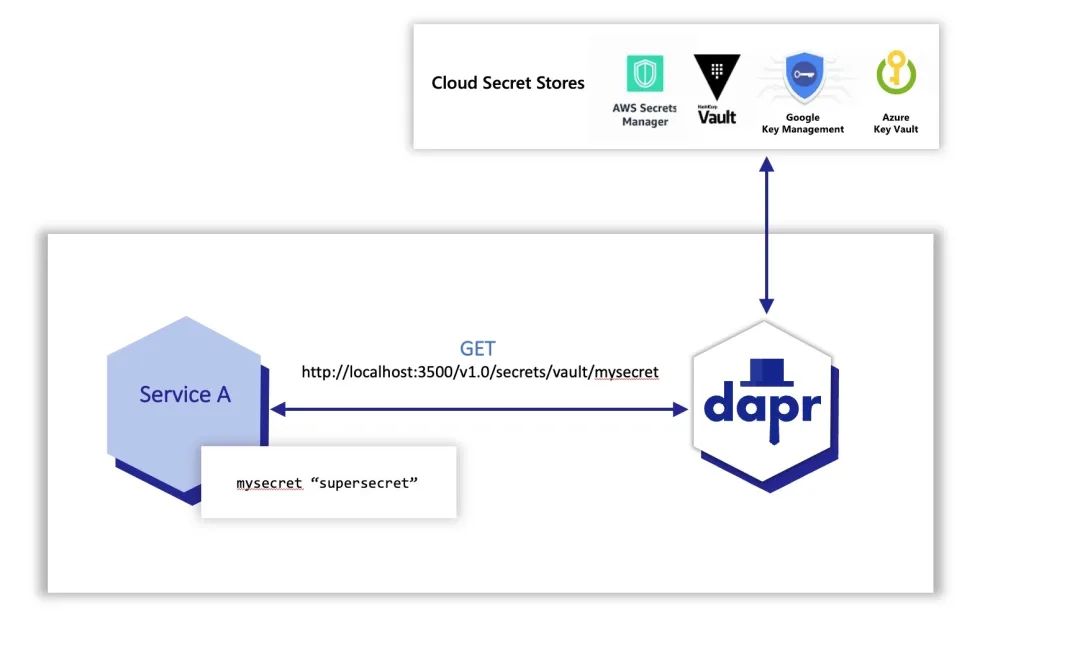 Cloud Secret Stores
AWS Secrets
Manager
HashiCorp
Vault
Google
Key Management
Azure
Key Vault
GET
http://localhost:3500/v1.0/secrets/vault/mysecret
Service A
dapr
mysecret “supersecret”